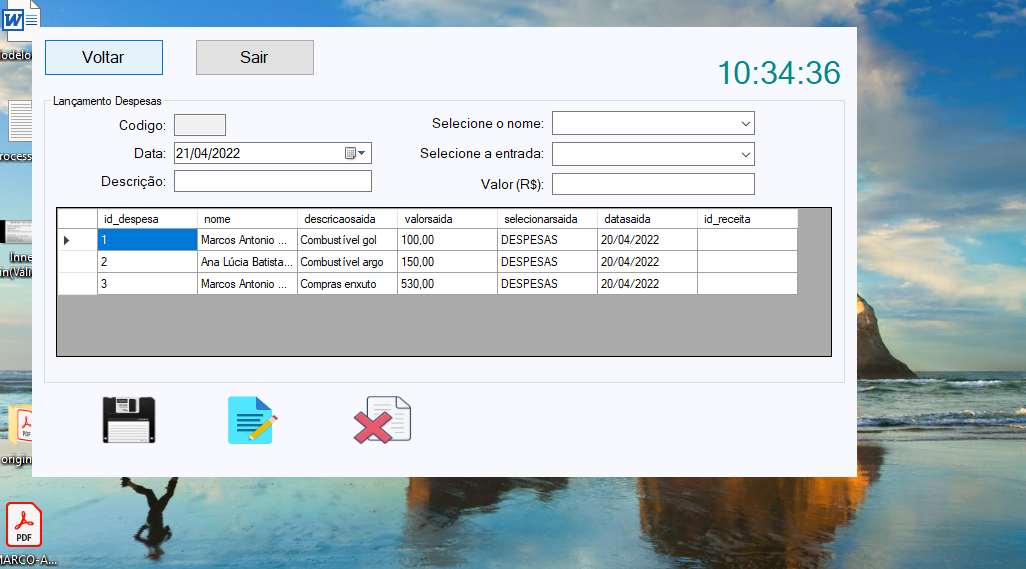 Voltar
Sair
10:34:36
Lançamento Despesas
Codigo:
Data: 21/04/2022
Descrição:
Selecione o nome:
Selecione a entrada:
Valor (R$):
id_despesa nome descricaosaida valorsaida selecionarsaida datasaida id_receita
1 Marcos Antonio ... Combustível gol 100,00 DESPESAS 20/04/2022
2 Ana Lúcia Batista... Combustível argo 150,00 DESPESAS 20/04/2022
3 Marcos Antonio ... Compras enxuto 530,00 DESPESAS 20/04/2022
W
odelo
rocess
in(Váli
PDF
origin
PDF
MARCO-A...